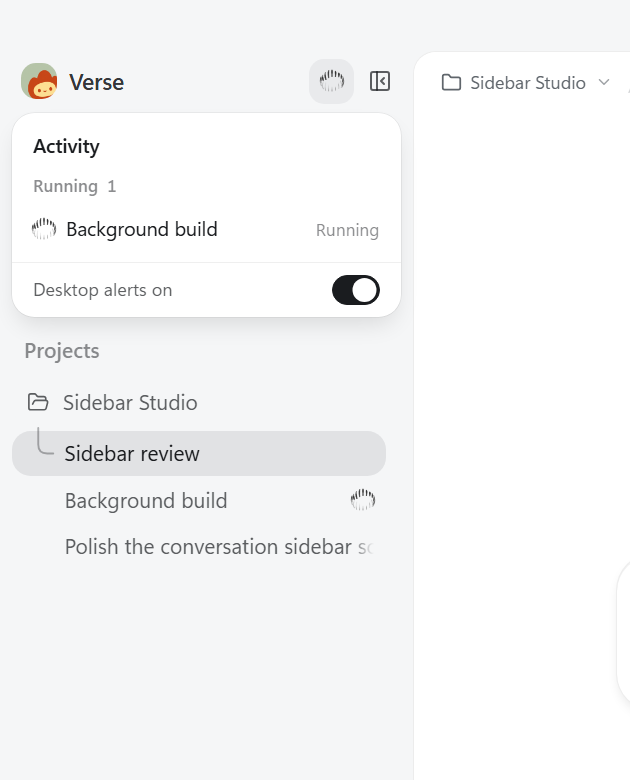 Verse
Sidebar Studio
Activity
Running 1
Background build Running
Desktop alerts on
Projects
Sidebar Studio
Sidebar review
Background build
Polish the conversation sidebar